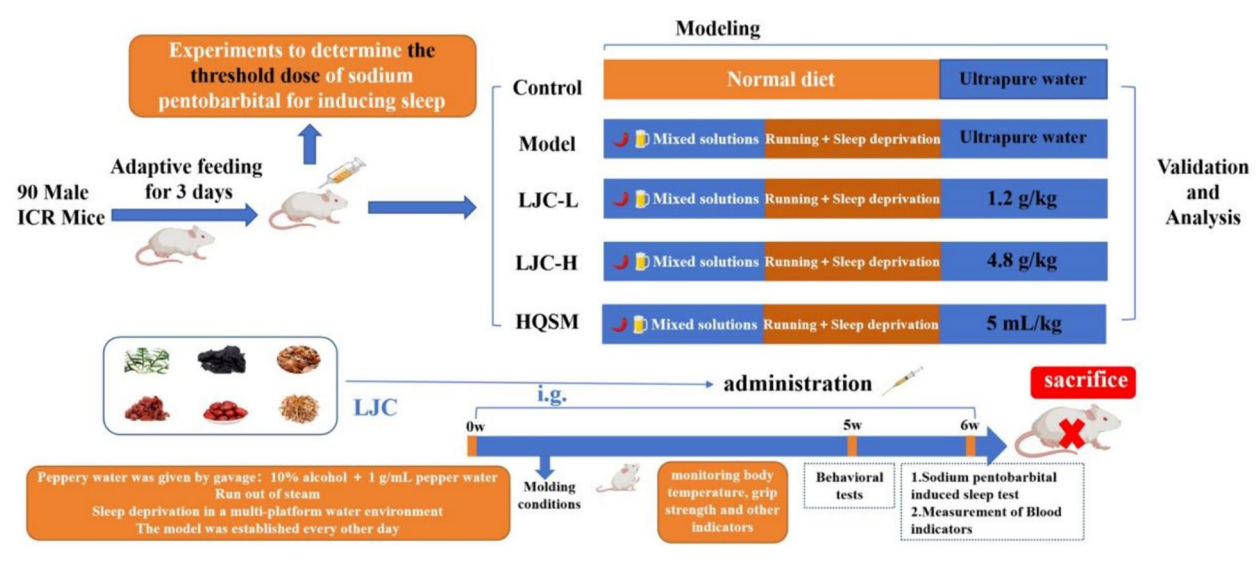 Modeling
Experiments to determine the
threshold dose of sodium
pentobarbital for inducing sleep
90 Male
ICR Mice
Adaptive feeding
for 3 days
Control
Normal diet
Ultrapure water
Model
Mixed solutions
Running + Sleep deprivation
Ultrapure water
LJC-L
Mixed solutions
Running + Sleep deprivation
1.2 g/kg
LJC-H
Mixed solutions
Running + Sleep deprivation
4.8 g/kg
HQSM
Mixed solutions
Running + Sleep deprivation
5 mL/kg
Validation
and
Analysis
LJC
i.g.
administration
sacrifice
0w
5w
6w
Peppery water was given by gavage: 10% alcohol + 1 g/mL pepper water
Run out of steam
Sleep deprivation in a multi-platform water environment
The model was established every other day
Molding
conditions
monitoring body
temperature, grip
strength and other
indicators
Behavioral
tests
1.Sodium pentobarbital
induced sleep test
2.Measurement of Blood
indicators